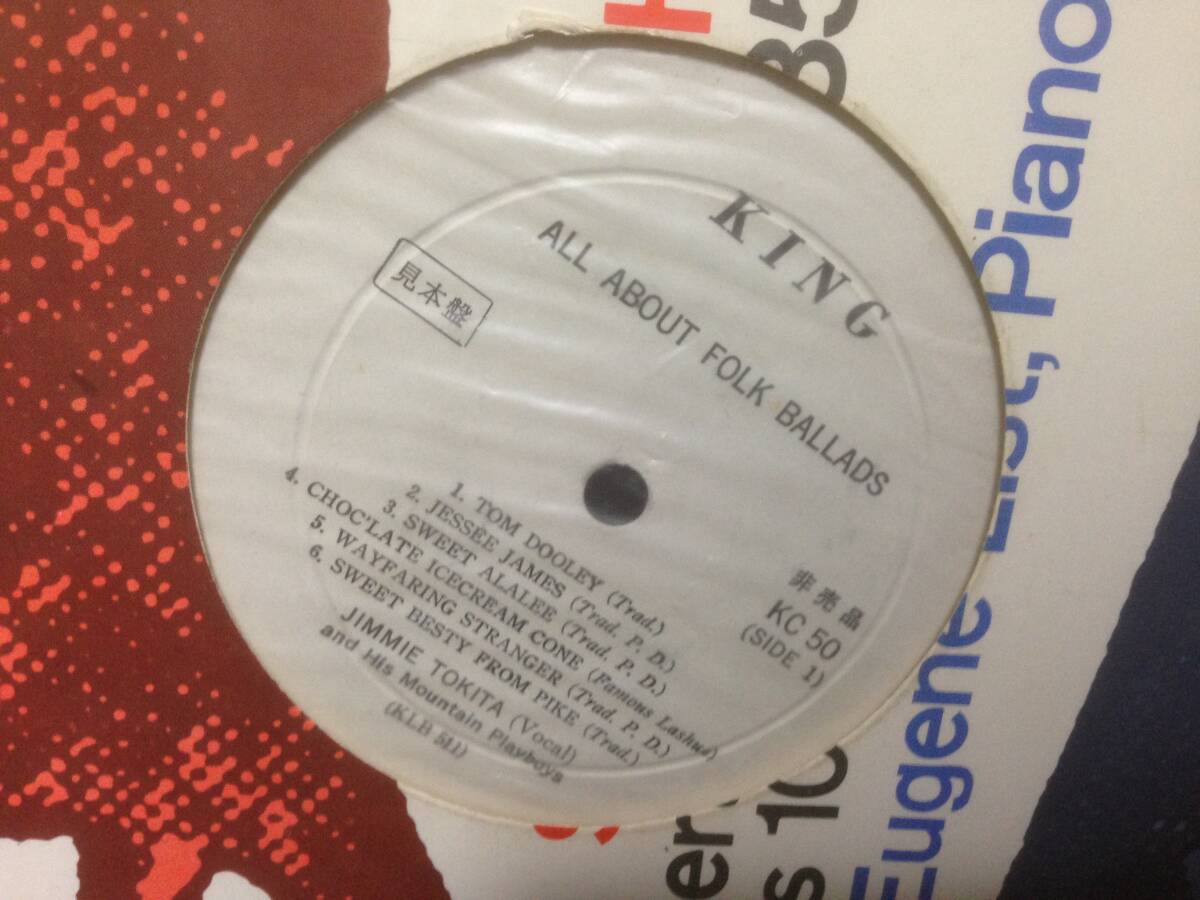 KING
ALL ABOUT FOLK BALLADS
見本盤
非売品
KC 50
(SIDE 1)
1. TOM DOOLEY (Trad.)
2. JESSEE JAMES (Trad. P. D.)
3. SWEET ALALEE (Trad. P. D.)
4. CHOC'LATE ICECREAM CONE (Famous Lashua)
5. WAYFARING STRANGER (Trad. P. D.)
6. SWEET BESTY FROM PIKE (Trad.)
JIMMIE TOKITA (Vocal)
and His Mountain Playboys
(KLB 511)
Eugene List, Piano